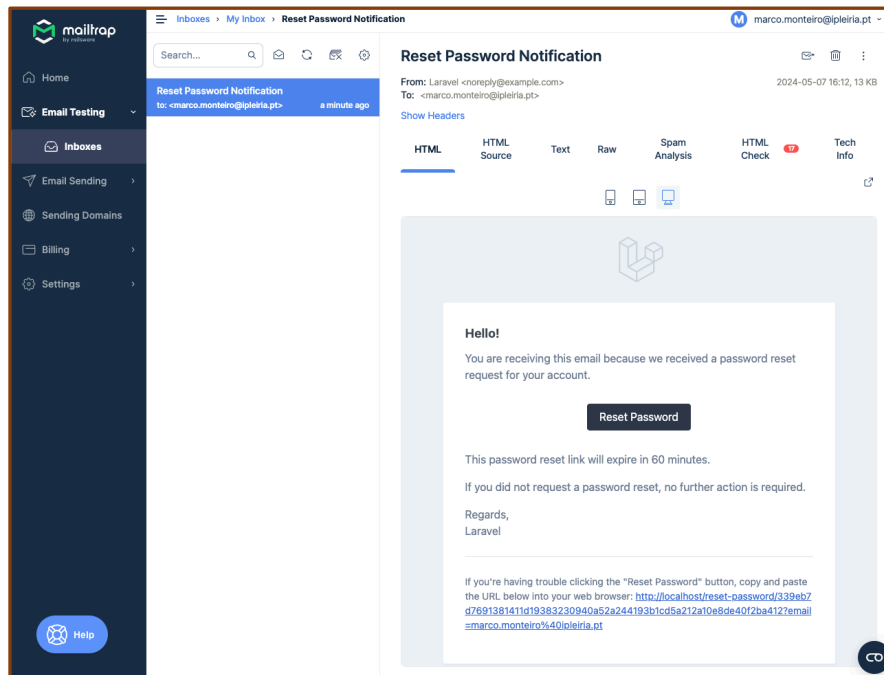 mailtrap
by railsware
Home
Email Testing
Inboxes
Email Sending
Sending Domains
Billing
Settings
Help
Inboxes › My Inbox › Reset Password Notification
M marco.monteiro@ipleiria.pt
Search...
Reset Password Notification
to: <marco.monteiro@ipleiria.pt> a minute ago
Reset Password Notification
From: Laravel <noreply@example.com>
2024-05-07 16:12, 13 KB
To: <marco.monteiro@ipleiria.pt>
Show Headers
HTML
HTML
Source
Text
Raw
Spam
Analysis
HTML
Check
17
Tech
Info
Hello!
You are receiving this email because we received a password reset
request for your account.
Reset Password
This password reset link will expire in 60 minutes.
If you did not request a password reset, no further action is required.
Regards,
Laravel
If you're having trouble clicking the "Reset Password" button, copy and paste
the URL below into your web browser: http://localhost/reset-password/339eb7
d7691381411d19383230940a52a244193b1cd5a212a10e8de40f2ba412?email
=marco.monteiro%40ipleiria.pt